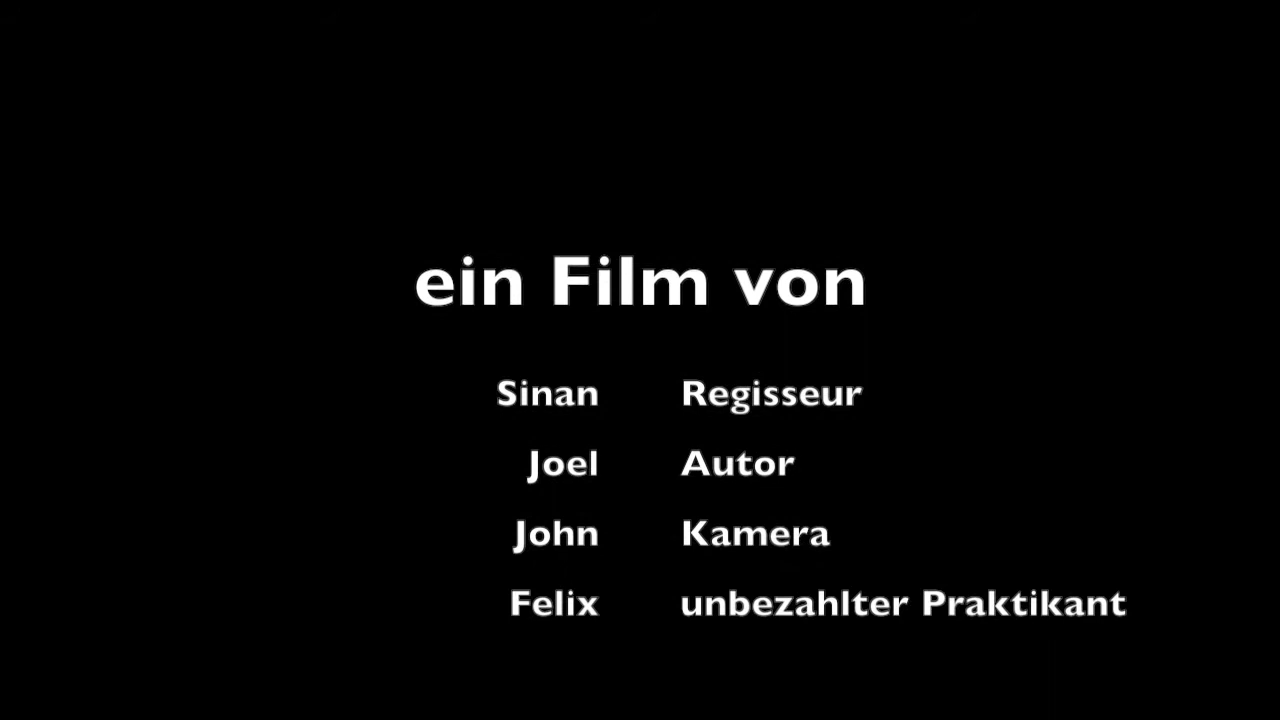 ein Film von
Sinan Regisseur
Joel Autor
John Kamera
Felix unbezahlter Praktikant